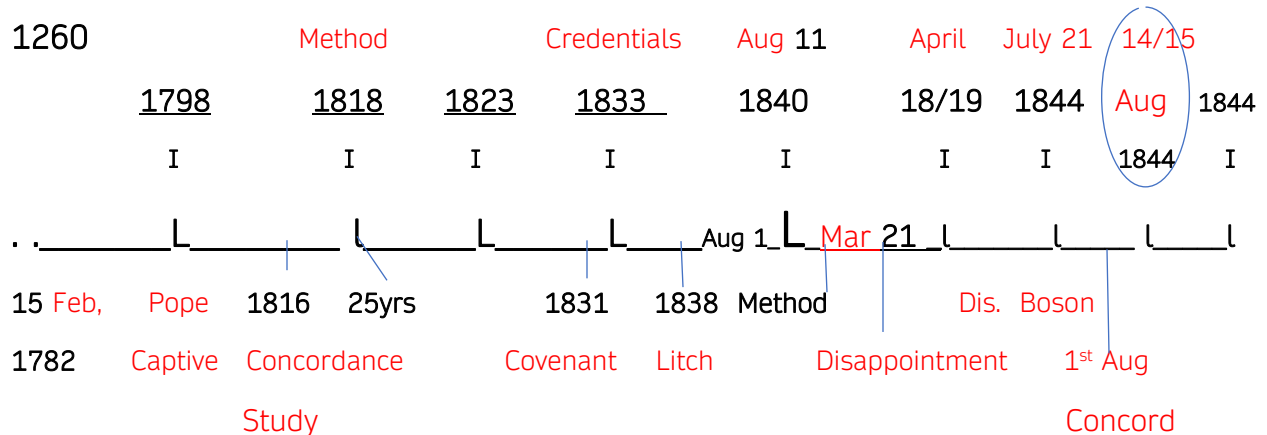 1260 Method Credentials Aug 11 April July 21 14/15
1798 1818 1823 1833 1840 18/19 1844 Aug 1844
I I I I I I I 1844 I
. . L l L L Aug 1_L_Mar 21 _l l l l
15 Feb, Pope 1816 25yrs 1831 1838 Method Dis. Boson
1782 Captive Concordance Covenant Litch Disappointment 1st Aug
Study Concord